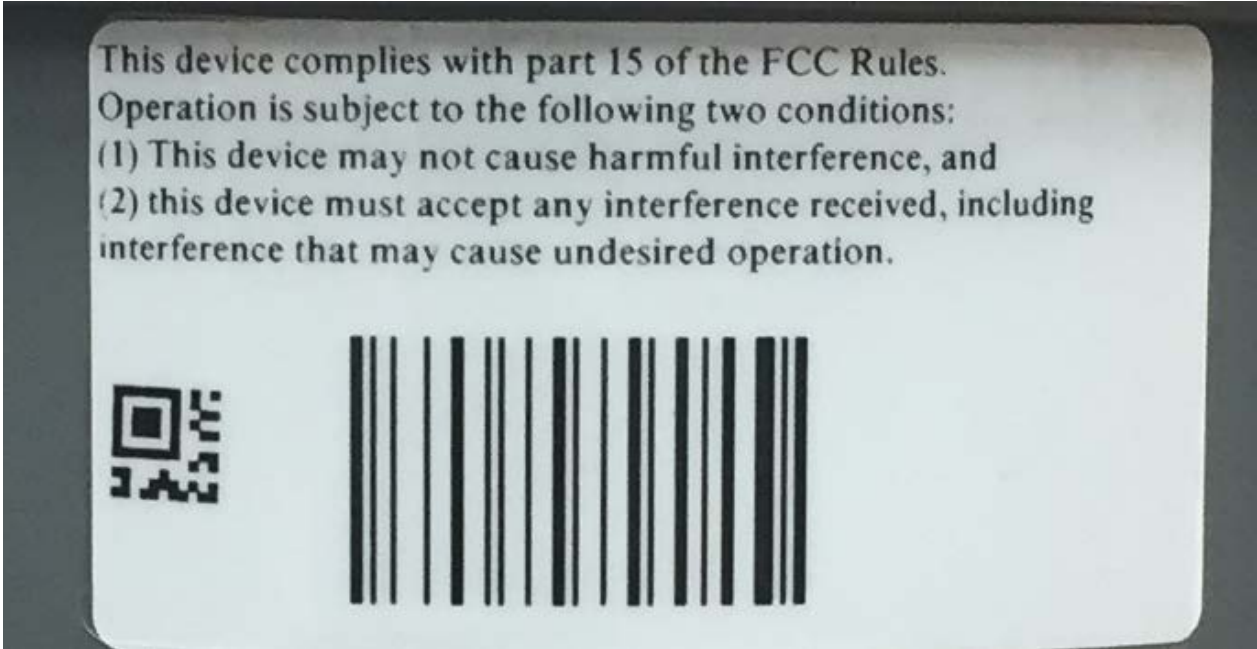 This device complies with part 15 of the FCC Rules.
Operation is subject to the following two conditions:
(1) This device may not cause harmful interference, and
(2) this device must accept any interference received, including
interference that may cause undesired operation.